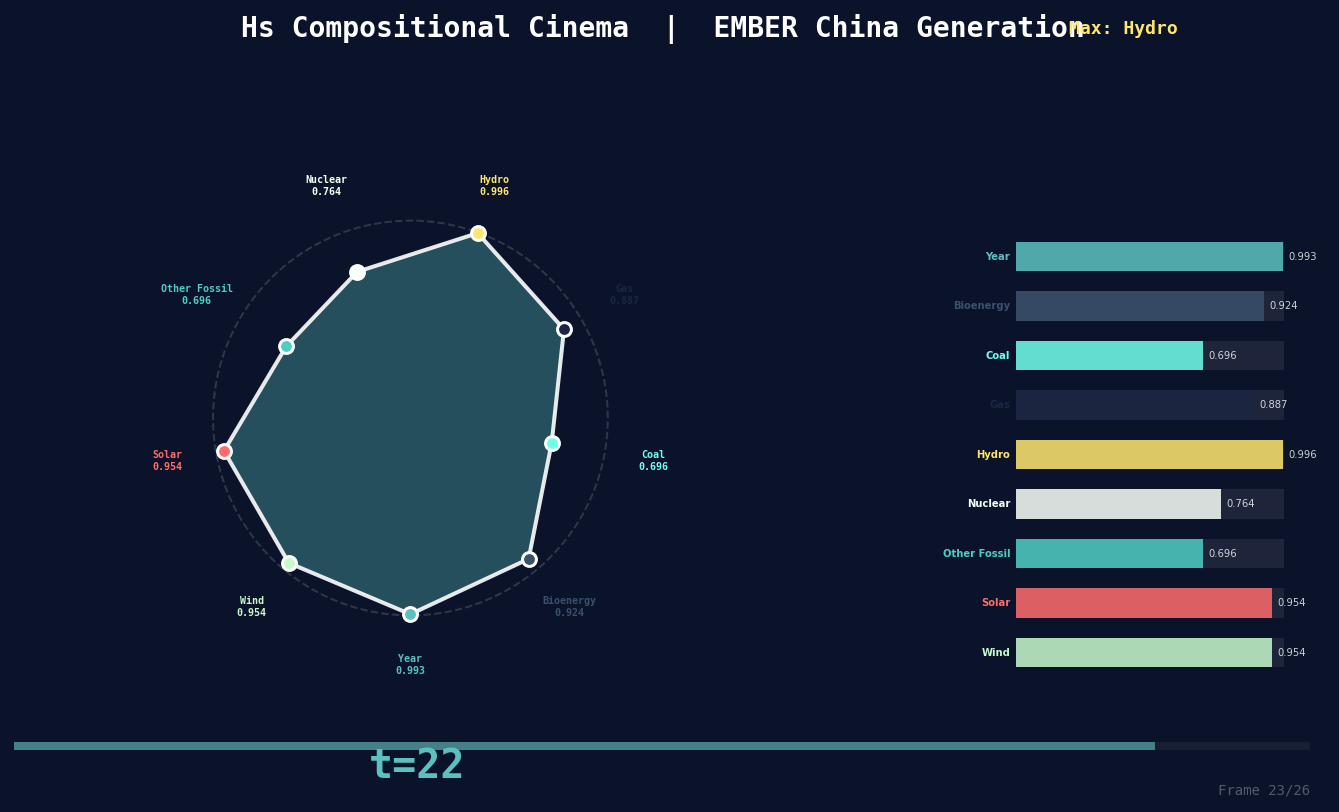 Hs Compositional Cinema | EMBER China Generation
Max: Hydro
Nuclear
0.764
Hydro
0.996
Other Fossil
0.696
Gas
0.887
Solar
0.954
Coal
0.696
Wind
0.954
Bioenergy
0.924
Year
0.993
Year 0.993
Bioenergy 0.924
Coal 0.696
Gas 0.887
Hydro 0.996
Nuclear 0.764
Other Fossil 0.696
Solar 0.954
Wind 0.954
t=22
Frame 23/26